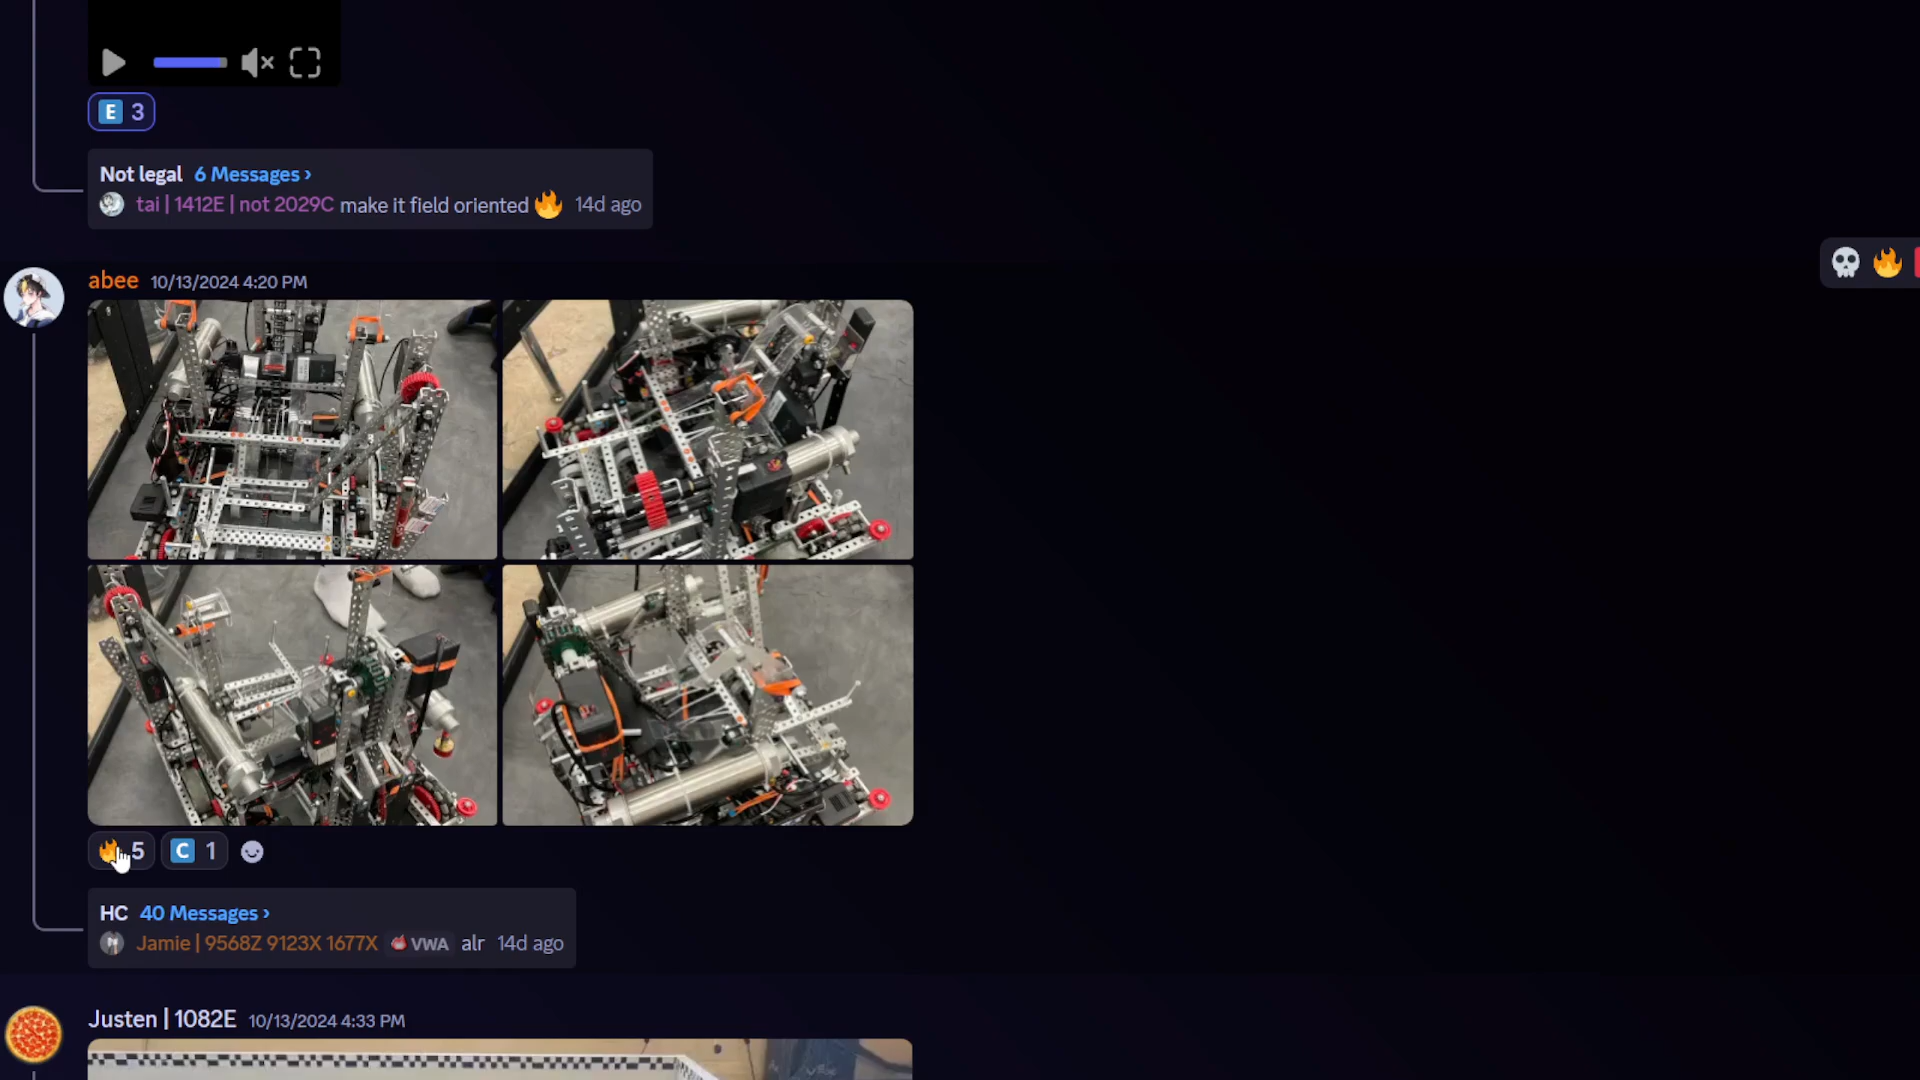 E 3
Not legal 6 Messages ›
tai | 1412E | not 2029C make it field oriented 🔥 14d ago
abee 10/13/2024 4:20 PM
🔥 5 C 1
HC 40 Messages ›
Jamie | 9568Z 9123X 1677X VWA alr 14d ago
Justen | 1082E 10/13/2024 4:33 PM